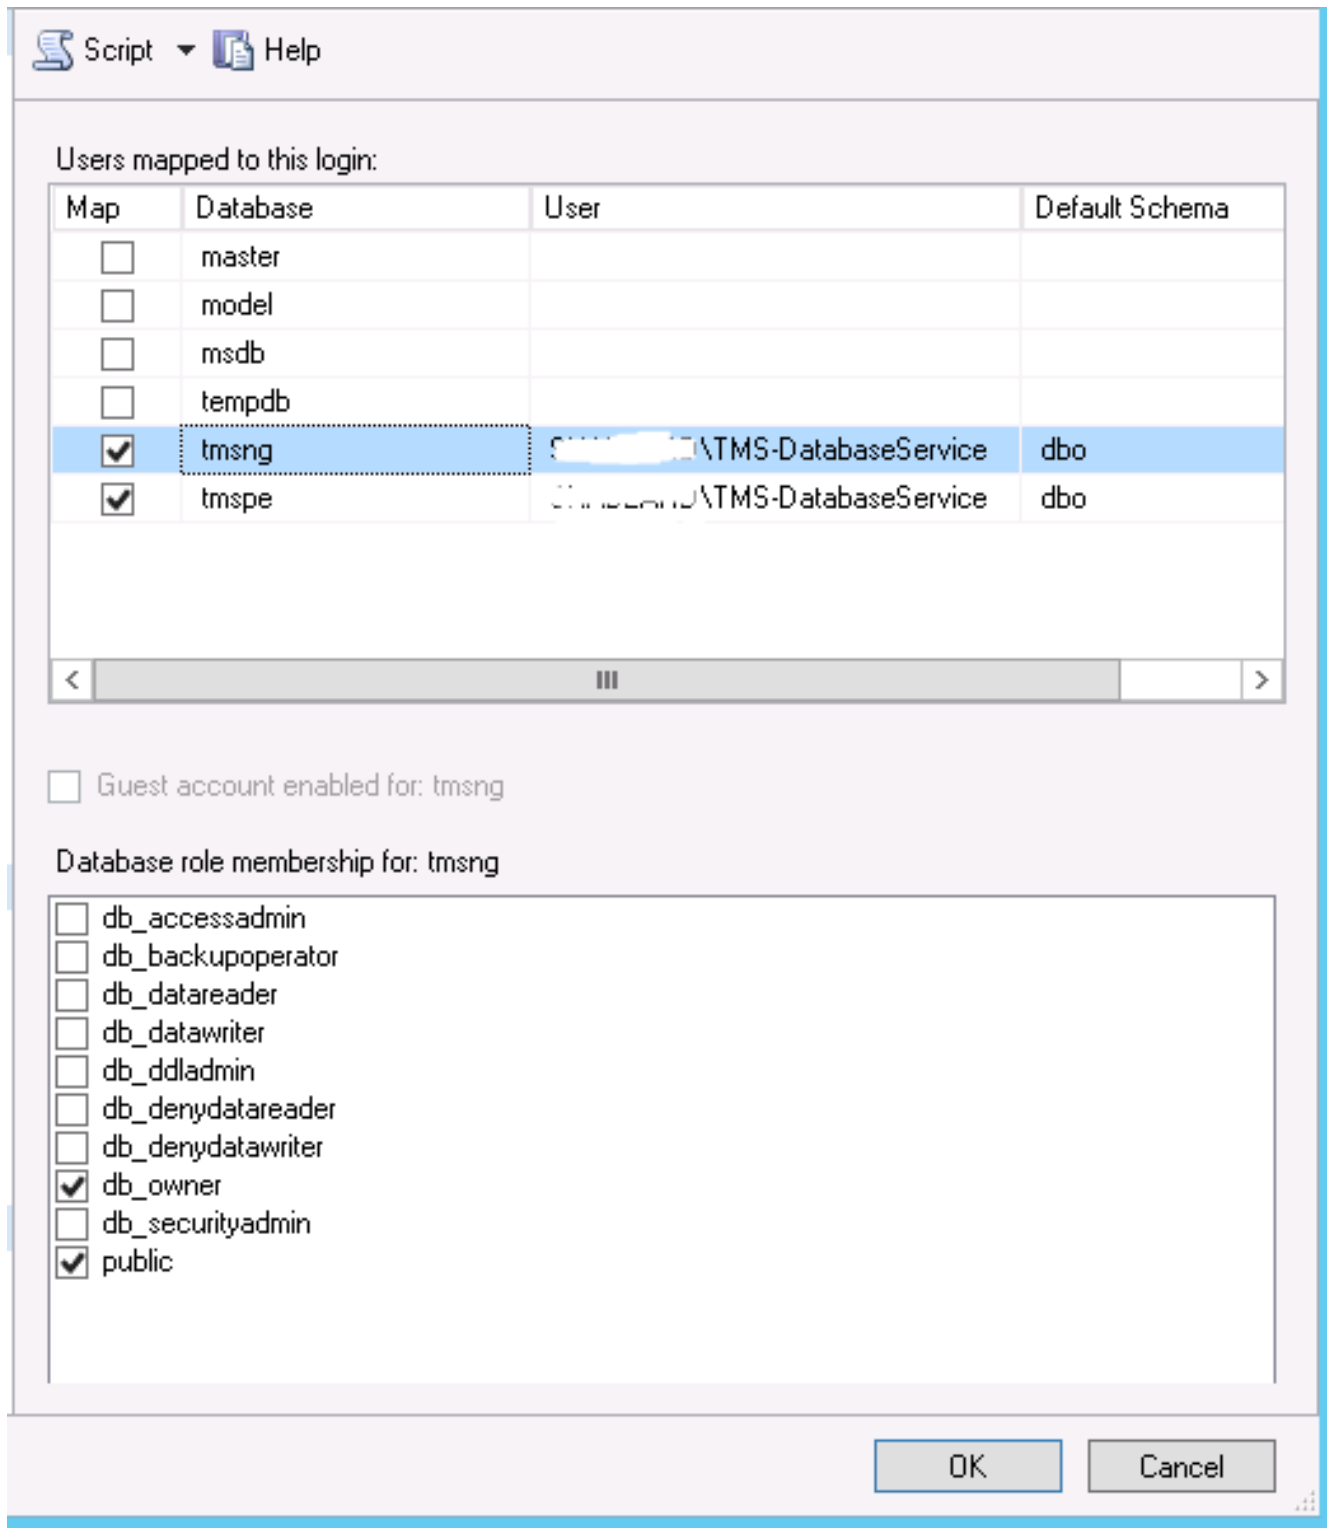 Script Help
Users mapped to this login:
Map Database User Default Schema
master
model
msdb
tempdb
tmsng \TMS-DatabaseService dbo
tmspe \TMS-DatabaseService dbo
Guest account enabled for: tmsng
Database role membership for: tmsng
db_accessadmin
db_backupoperator
db_datareader
db_datawriter
db_ddladmin
db_denydatareader
db_denydatawriter
db_owner
db_securityadmin
public
OK Cancel